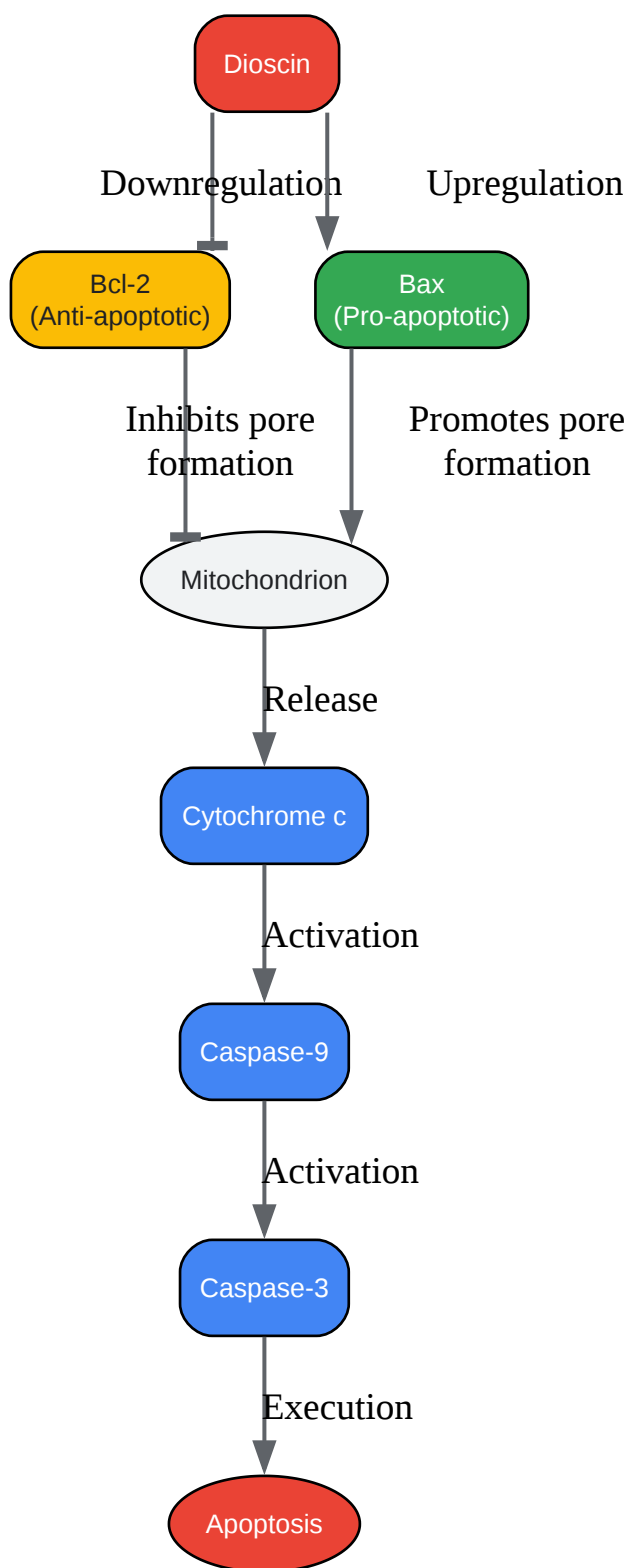 Dioscin
Downregulation
Upregulation
Bcl-2
(Anti-apoptotic)
Bax
(Pro-apoptotic)
Inhibits pore
formation
Promotes pore
formation
Mitochondrion
Release
Cytochrome c
Activation
Caspase-9
Activation
Caspase-3
Execution
Apoptosis